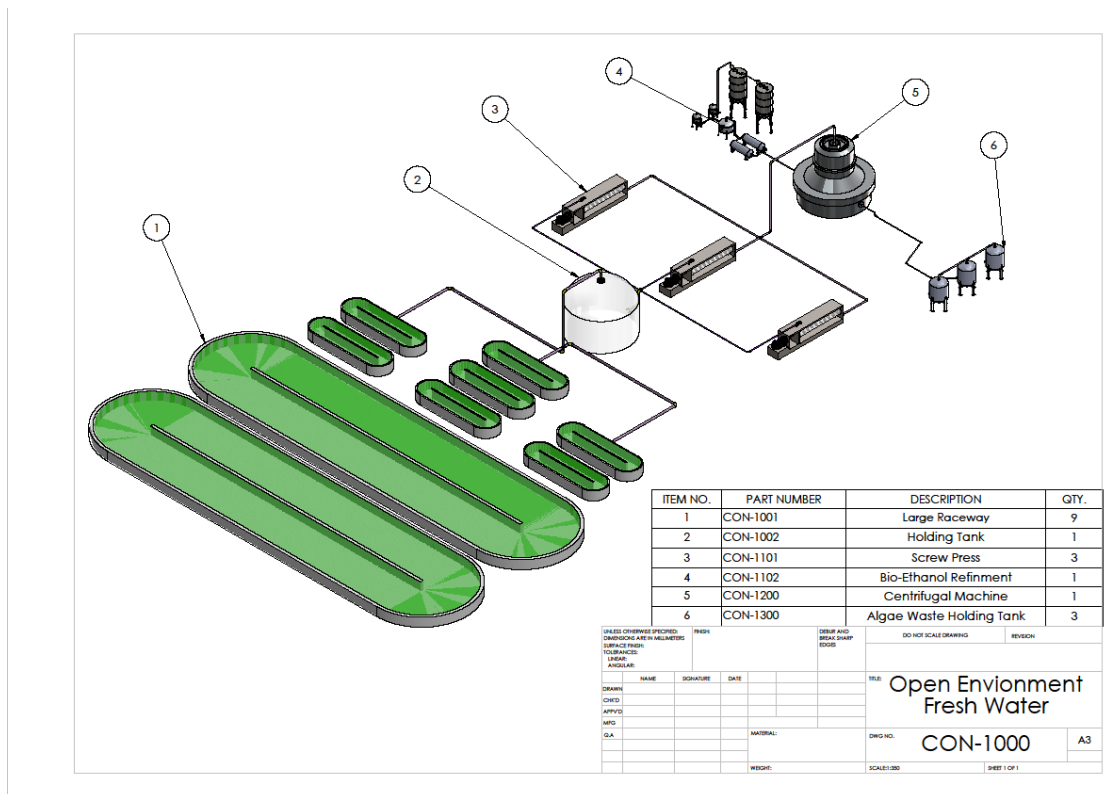 4
5
3
6
2
1
ITEM NO. PART NUMBER DESCRIPTION QTY.
1 CON-1001 Large Raceway 9
2 CON-1002 Holding Tank 1
3 CON-1101 Screw Press 3
4 CON-1102 Bio-Ethanol Refinment 1
5 CON-1200 Centrifugal Machine 1
6 CON-1300 Algae Waste Holding Tank 3
UNLESS OTHERWISE SPECIFIED:
DIMENSIONS ARE IN MILLIMETERS
SURFACE FINISH:
TOLERANCES:
LINEAR:
ANGULAR:
FINISH:
DEBUR AND
BREAK SHARP
EDGES
DO NOT SCALE DRAWING
REVISION
NAME SIGNATURE DATE
DRAWN
CHK'D
APPV'D
MFG
Q.A
MATERIAL:
WEIGHT:
TITLE:
Open Envionment
Fresh Water
DWG NO.
CON-1000
A3
SCALE:1:350
SHEET 1 OF 1